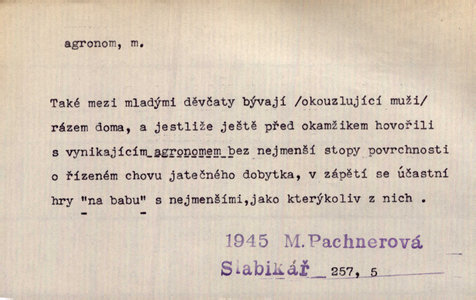 agronom, m.
Také mezi mladými děvčaty bývají /okouzlující muži/
rázem doma, a jestliže ještě před okamžikem hovořili
s vynikajícím agronomem bez nejmenší stopy povrchnosti
o řízeném chovu jatečného dobytka, v zápětí se účastní
hry "na babu" s nejmenšími,jako kterýkoliv z nich .
1945 M.Pachnerová
Slabikář 257, 5